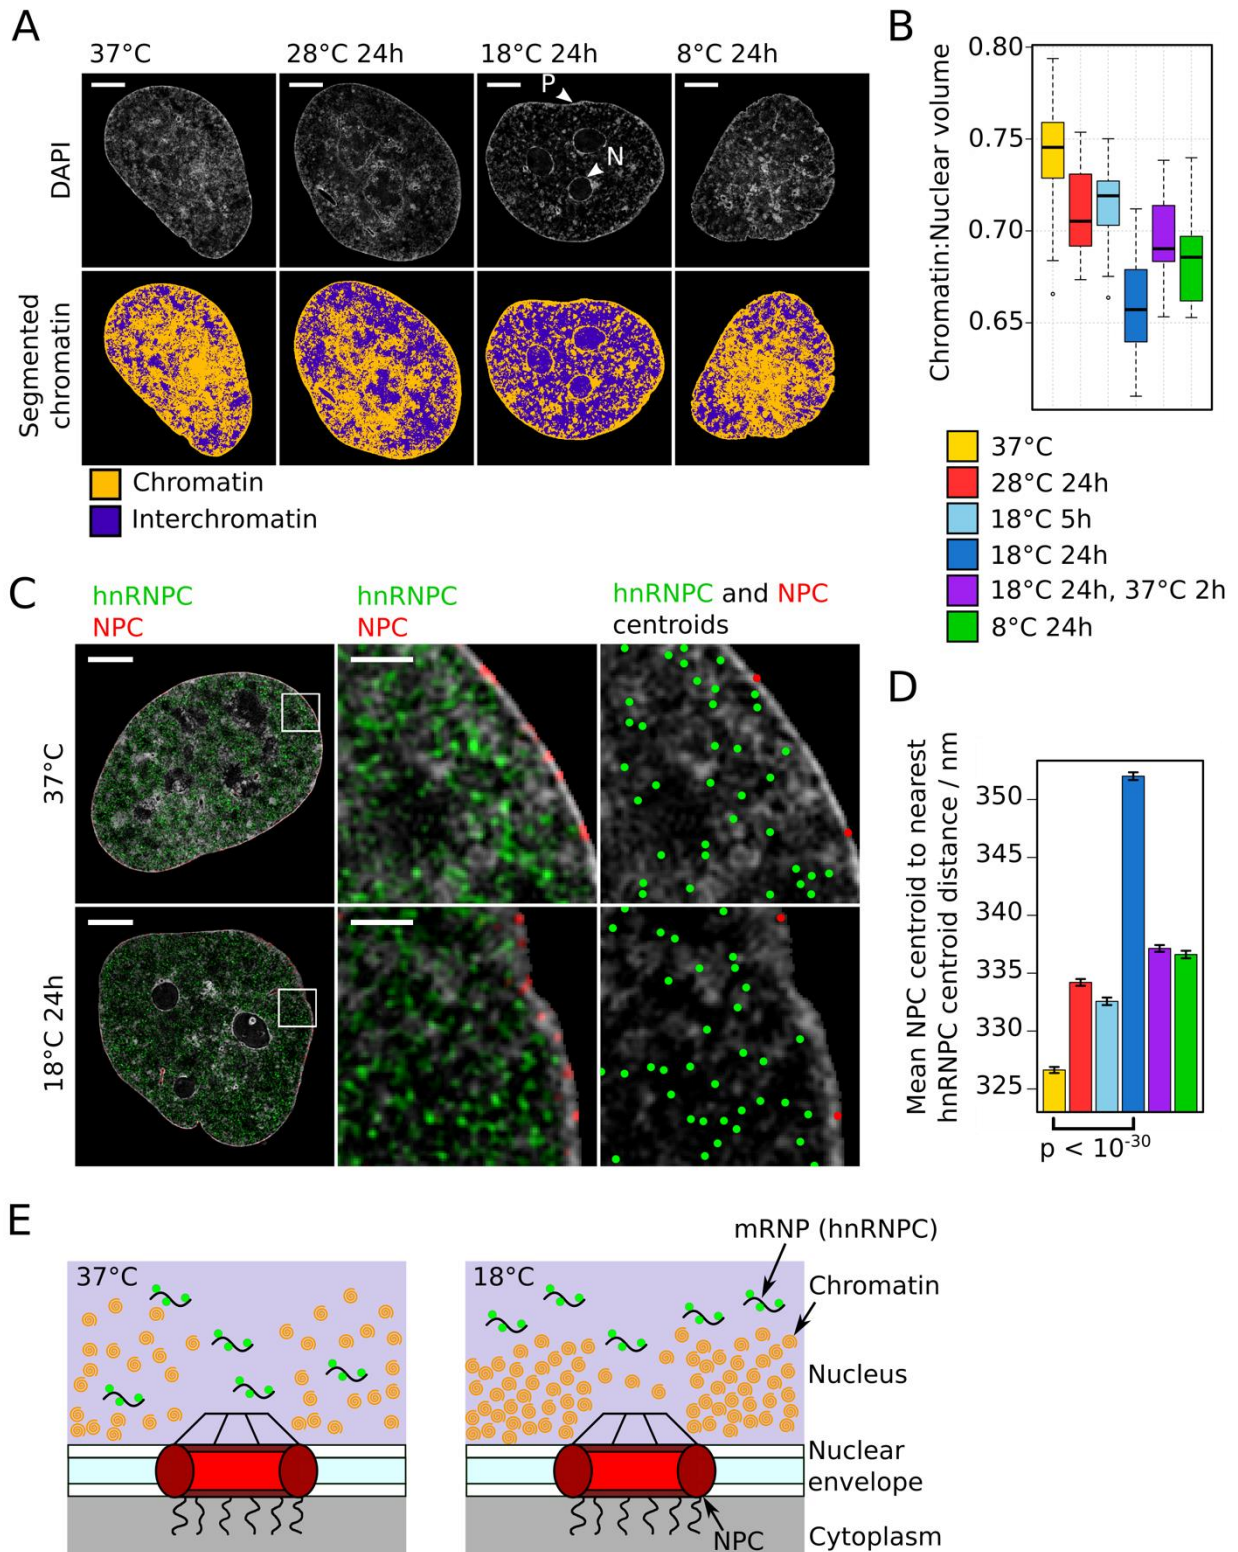 A
37°C
28°C 24h
18°C 24h
8°C 24h
P
N
DAPI
Segmented
chromatin
Chromatin
Interchromatin
B
Chromatin:Nuclear volume
0.80
0.75
0.70
0.65
37°C
28°C 24h
18°C 5h
18°C 24h
18°C 24h, 37°C 2h
8°C 24h
C
hnRNPC
NPC
hnRNPC
NPC
hnRNPC and NPC
centroids
37°C
18°C 24h
D
Mean NPC centroid to nearest
hnRNPC centroid distance / nm
350
345
340
335
330
325
p < 10⁻³⁰
E
37°C
18°C
mRNP (hnRNPC)
Chromatin
Nucleus
Nuclear
envelope
NPC
Cytoplasm